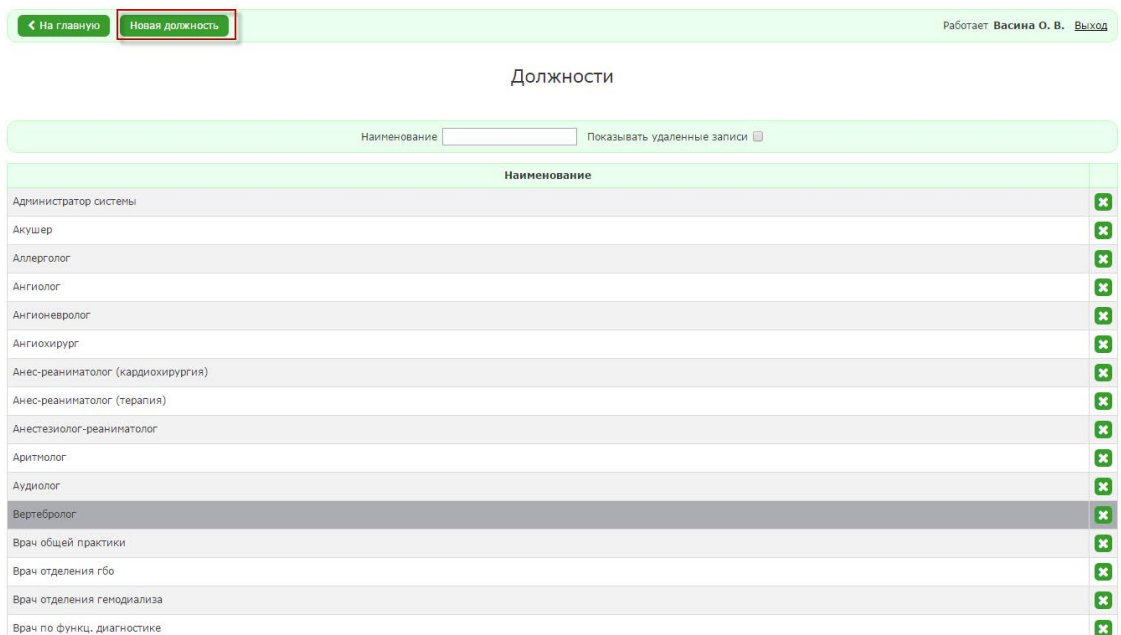 На главную Новая должность Работает Васина О. В. Выход
Должности
Наименование Показывать удаленные записи
Наименование
Администратор системы
Акушер
Аллерголог
Ангиолог
Ангионевролог
Ангиохирург
Анес-реаниматолог (кардиохирургия)
Анес-реаниматолог (терапия)
Анестезиолог-реаниматолог
Аритмолог
Аудиолог
Вертебролог
Врач общей практики
Врач отделения гбо
Врач отделения гемодиализа
Врач по функц. диагностике